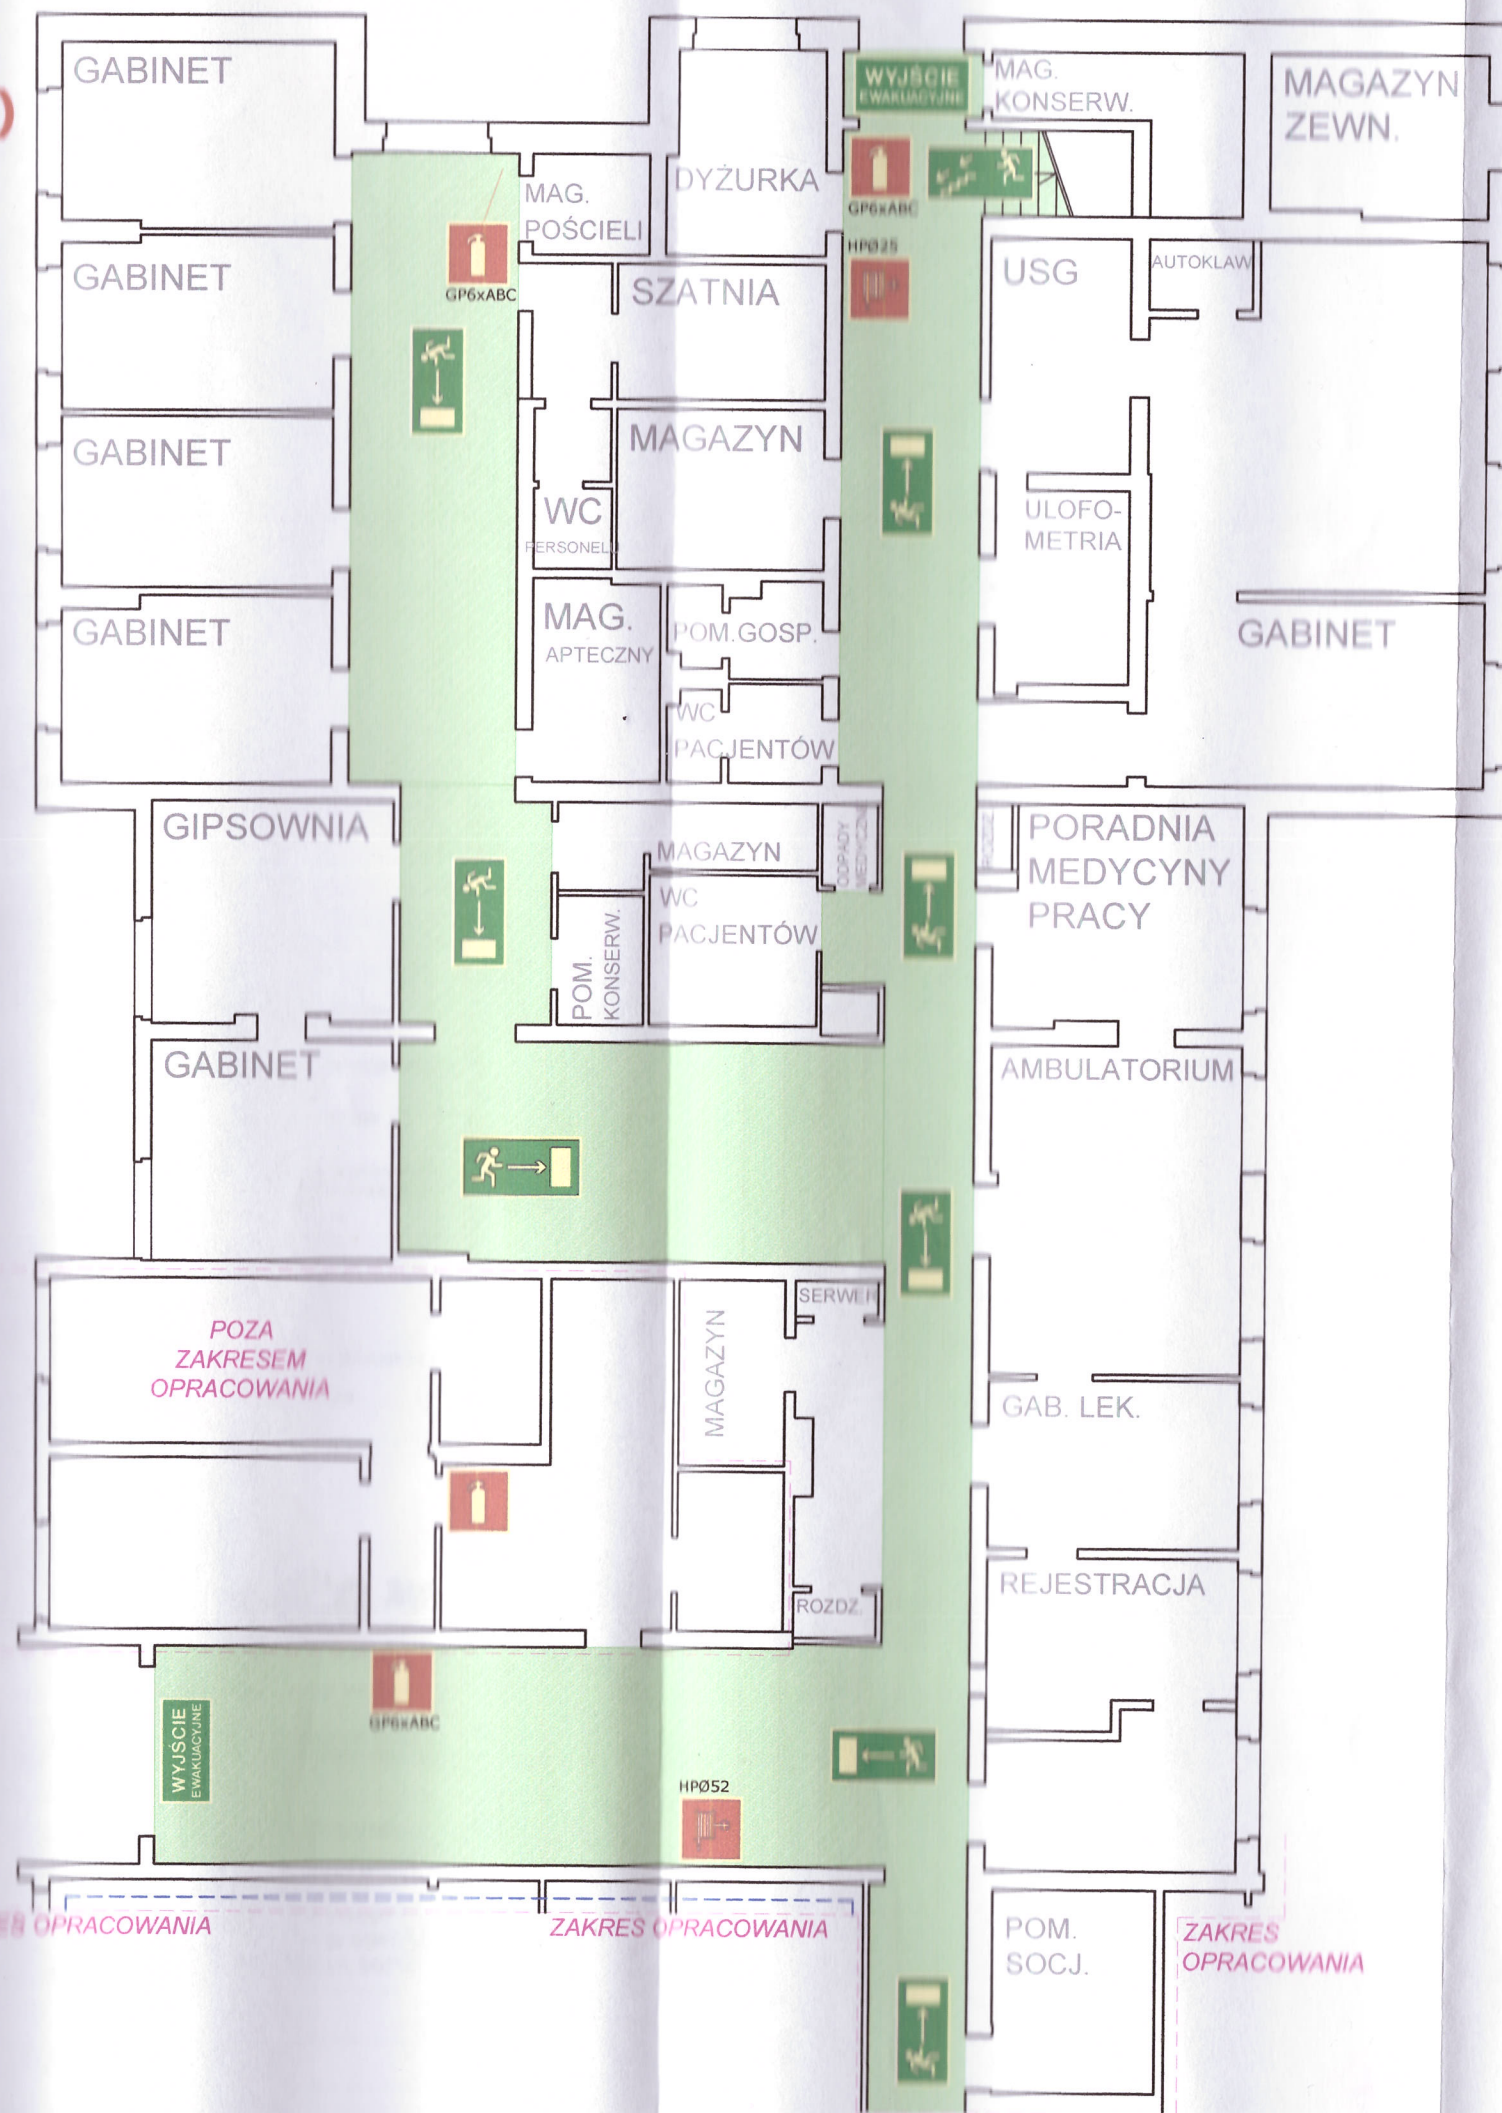 GABINET
MAG.
POŚCIELI
DYŻURKA
WYJŚCIE
EWAKUACYJNE
MAG.
KONSERW.
MAGAZYN
ZEWN.
GP6xABC
GP6xABC
HPØ25
GABINET
SZATNIA
USG
AUTOKLAW
GABINET
MAGAZYN
WC
PERSONELU
ULOFO-
METRIA
GABINET
MAG.
APTECZNY
POM.GOSP.
GABINET
WC
PACJENTÓW
GIPSOWNIA
MAGAZYN
ODPADY
MEDYCZNE
ROZDZ.
PORADNIA
MEDYCYNY
PRACY
WC
PACJENTÓW
POM.
KONSERW.
GABINET
AMBULATORIUM
POZA
ZAKRESEM
OPRACOWANIA
MAGAZYN
SERWER
GAB. LEK.
ROZDZ.
REJESTRACJA
GP6xABC
WYJŚCIE
EWAKUACYJNE
HPØ52
OPRACOWANIA
ZAKRES OPRACOWANIA
POM.
SOCJ.
ZAKRES
OPRACOWANIA